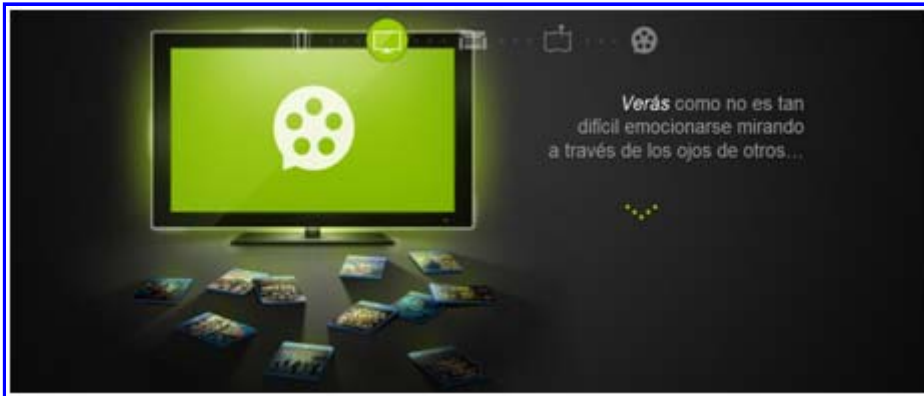 Verás como no es tan
difícil emocionarse mirando
a través de los ojos de otros...